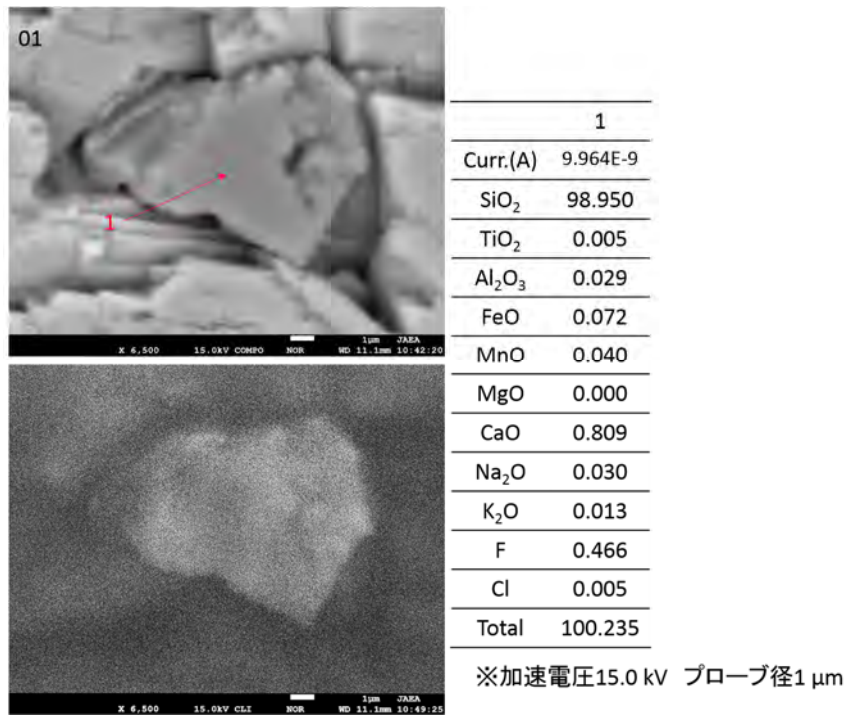 01
1
X 6,500 15.0kV COMPO NOR 1μm JAEA WD 11.1mm 10:42:20
X 6,500 15.0kV CLI NOR 1μm JAEA WD 11.1mm 10:49:25
1
Curr.(A) 9.964E-9
SiO₂ 98.950
TiO₂ 0.005
Al₂O₃ 0.029
FeO 0.072
MnO 0.040
MgO 0.000
CaO 0.809
Na₂O 0.030
K₂O 0.013
F 0.466
Cl 0.005
Total 100.235
※加速電圧15.0 kV プローブ径1 μm